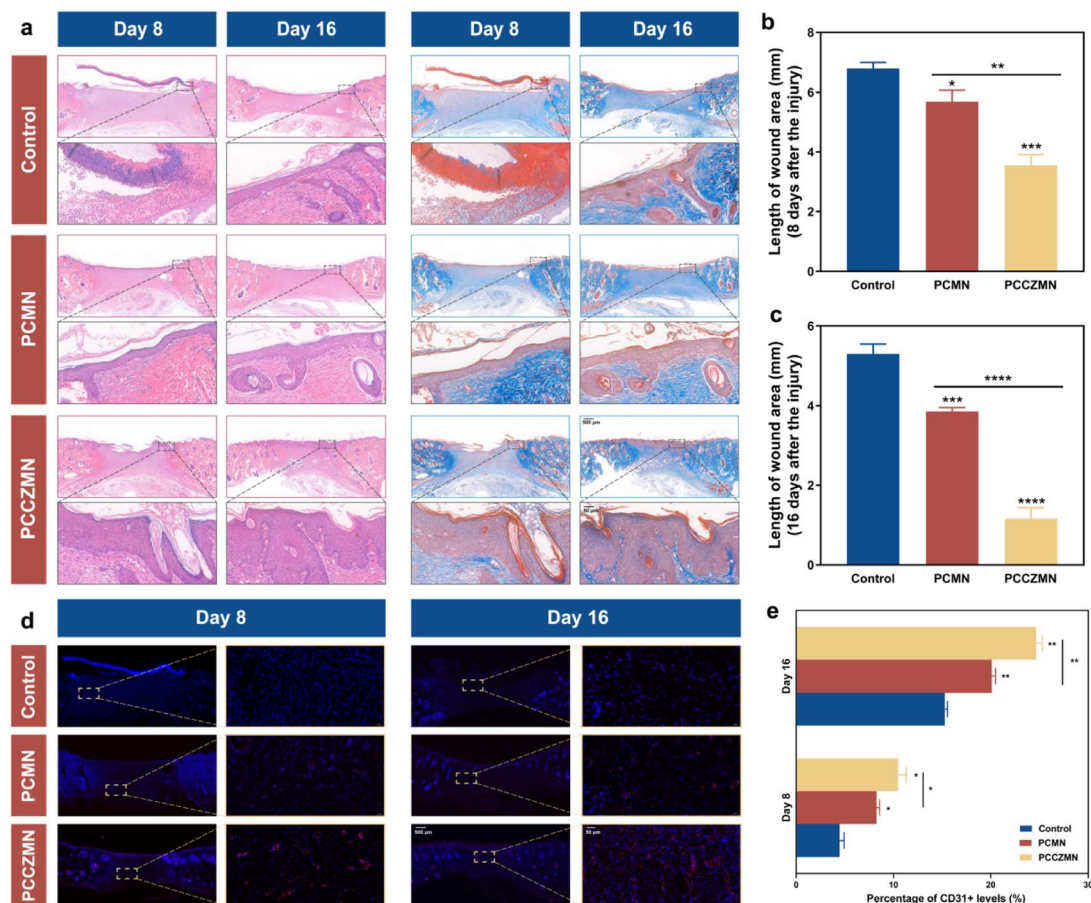 a
Day 8
Day 16
Day 8
Day 16
Control
PCMN
PCCZMN
500 μm
50 μm
b
Length of wound area (mm)
(8 days after the injury)
8
6
4
2
0
**
*
***
Control
PCMN
PCCZMN
c
Length of wound area (mm)
(16 days after the injury)
6
4
2
0
****
***
****
Control
PCMN
PCCZMN
d
Day 8
Day 16
Control
PCMN
PCCZMN
500 μm
50 μm
e
Day 16
Day 8
**
**
**
*
*
*
Control
PCMN
PCCZMN
0
10
20
30
Percentage of CD31+ levels (%)